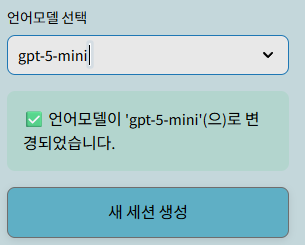 언어모델 선택
gpt-5-mini
✅ 언어모델이 'gpt-5-mini'(으)로 변
경되었습니다.
새 세션 생성